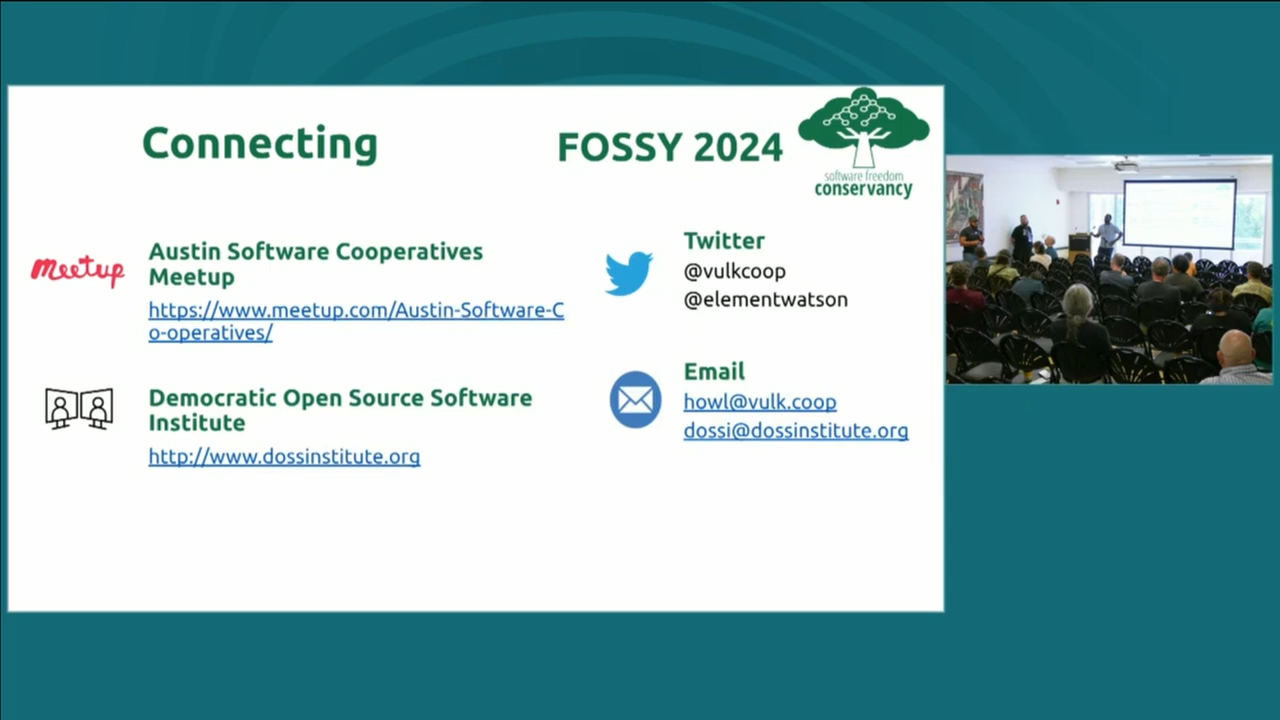 Connecting
FOSSY 2024
software freedom
conservancy
meetup
Austin Software Cooperatives
Meetup
https://www.meetup.com/Austin-Software-C
o-operatives/
Democratic Open Source Software
Institute
http://www.dossinstitute.org
Twitter
@vulkcoop
@elementwatson
Email
howl@vulk.coop
dossi@dossinstitute.org